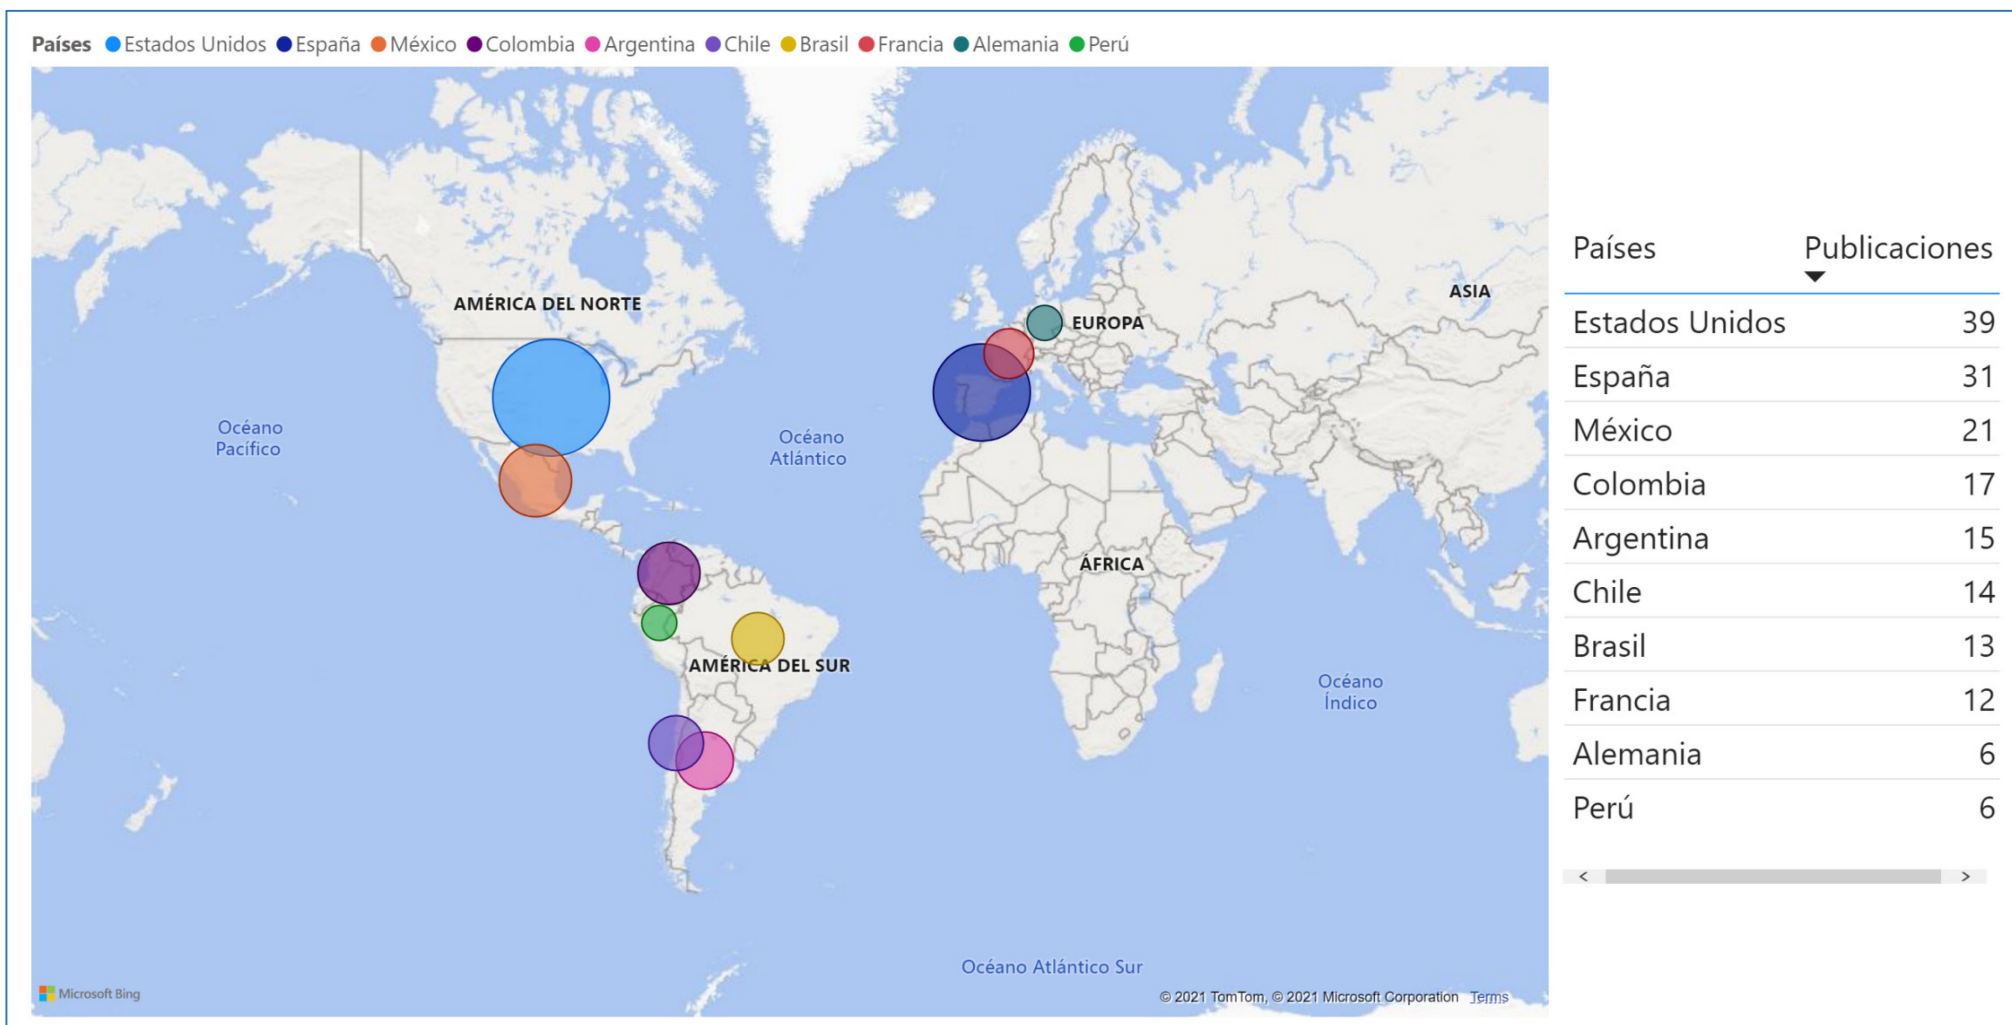 Países Estados Unidos España México Colombia Argentina Chile Brasil Francia Alemania Perú
AMÉRICA DEL NORTE
ASIA
EUROPA
Océano
Pacífico
Océano
Atlántico
ÁFRICA
AMÉRICA DEL SUR
Océano
Índico
Océano Atlántico Sur
Microsoft Bing
© 2021 TomTom, © 2021 Microsoft Corporation Terms
Países Publicaciones
Estados Unidos 39
España 31
México 21
Colombia 17
Argentina 15
Chile 14
Brasil 13
Francia 12
Alemania 6
Perú 6